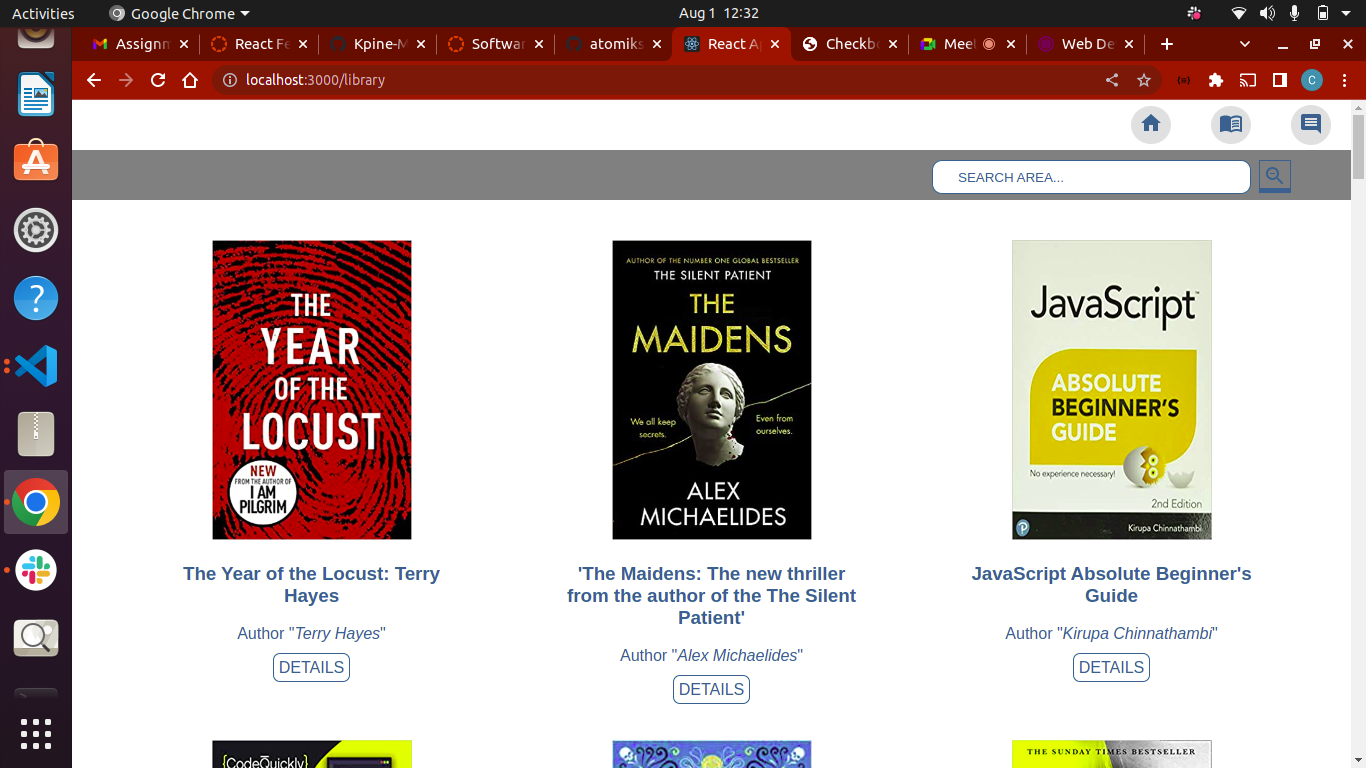 Activities
Google Chrome
Aug 1 12:32
Assignm
React Fe
Kpine-M
Softwar
atomiks
React Ap
Checkbo
Meet
Web De
localhost:3000/library
SEARCH AREA...
THE
YEAR
OF THE
LOCUST
NEW
FROM THE AUTHOR OF
I AM
PILGRIM
The Year of the Locust: Terry
Hayes
Author "Terry Hayes"
DETAILS
AUTHOR OF THE NUMBER ONE GLOBAL BESTSELLER
THE SILENT PATIENT
THE
MAIDENS
We all keep
secrets.
Even from
ourselves.
ALEX
MICHAELIDES
'The Maidens: The new thriller
from the author of the The Silent
Patient'
Author "Alex Michaelides"
DETAILS
JavaScript™
ABSOLUTE
BEGINNER'S
GUIDE
No experience necessary!
2nd Edition
P
Kirupa Chinnathambi
JavaScript Absolute Beginner's
Guide
Author "Kirupa Chinnathambi"
DETAILS
{CodeQuickly}
THE SUNDAY TIMES BESTSELLER
C